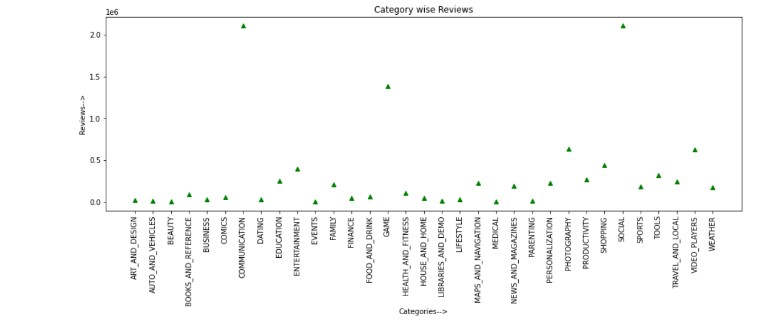 Category wise Reviews
1e6
2.0
1.5
1.0
0.5
0.0
Reviews-->
ART_AND_DESIGN
AUTO_AND_VEHICLES
BEAUTY
BOOKS_AND_REFERENCE
BUSINESS
COMICS
COMMUNICATION
DATING
EDUCATION
ENTERTAINMENT
EVENTS
FAMILY
FINANCE
FOOD_AND_DRINK
GAME
HEALTH_AND_FITNESS
HOUSE_AND_HOME
LIBRARIES_AND_DEMO
LIFESTYLE
MAPS_AND_NAVIGATION
MEDICAL
NEWS_AND_MAGAZINES
PARENTING
PERSONALIZATION
PHOTOGRAPHY
PRODUCTIVITY
SHOPPING
SOCIAL
SPORTS
TOOLS
TRAVEL_AND_LOCAL
VIDEO_PLAYERS
WEATHER
Categories-->